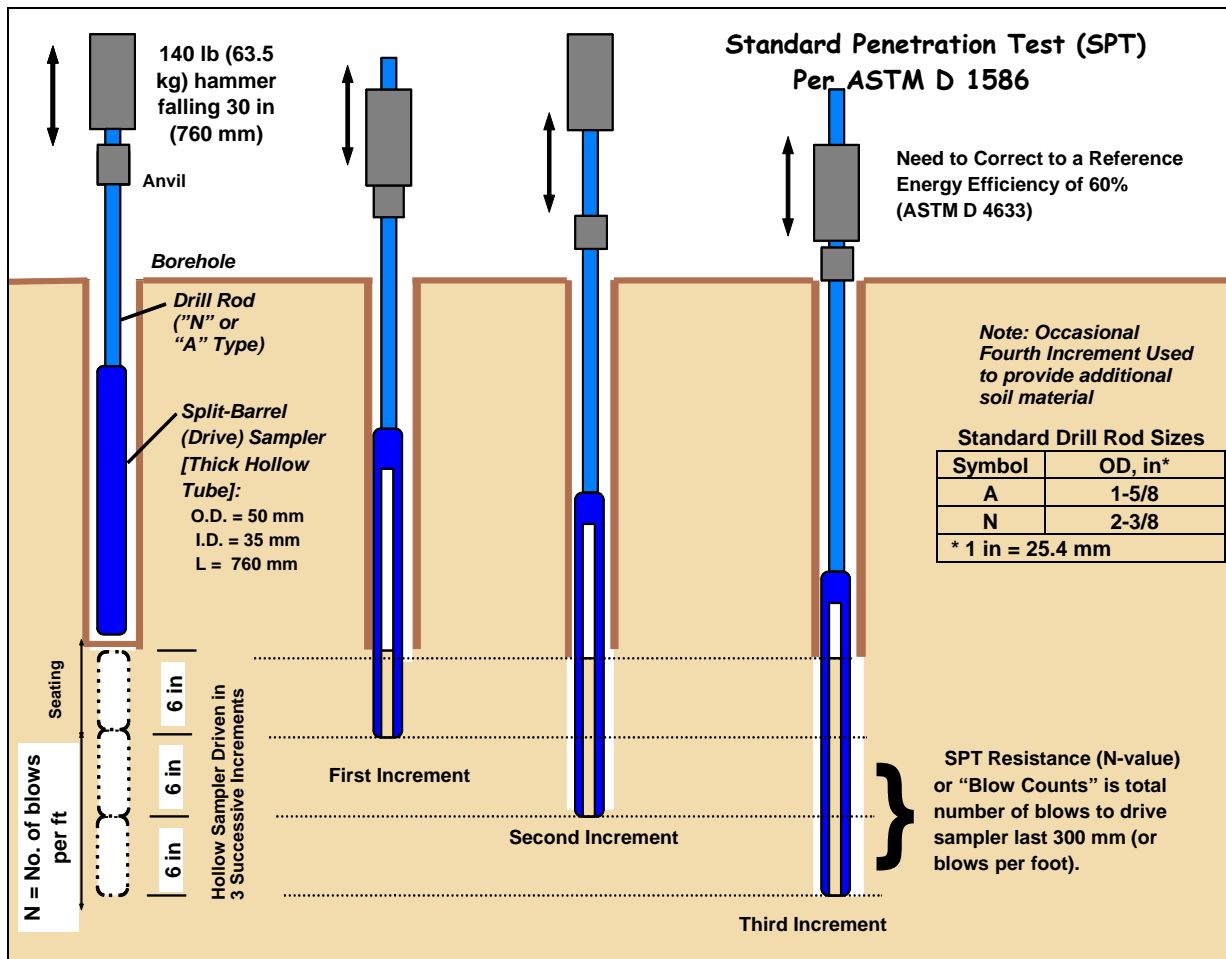 Standard Penetration Test (SPT)
Per ASTM D 1586
140 lb (63.5
kg) hammer
falling 30 in
(760 mm)
Anvil
Need to Correct to a Reference
Energy Efficiency of 60%
(ASTM D 4633)
Borehole
Drill Rod
(”N” or
“A” Type)
Split-Barrel
(Drive) Sampler
[Thick Hollow
Tube]:
O.D. = 50 mm
I.D. = 35 mm
L = 760 mm
Note: Occasional
Fourth Increment Used
to provide additional
soil material
Standard Drill Rod Sizes
Symbol OD, in*
A 1-5/8
N 2-3/8
* 1 in = 25.4 mm
Seating
6 in
6 in
6 in
N = No. of blows
per ft
Hollow Sampler Driven in
3 Successive Increments
First Increment
Second Increment
Third Increment
SPT Resistance (N-value)
or “Blow Counts” is total
number of blows to drive
sampler last 300 mm (or
blows per foot).